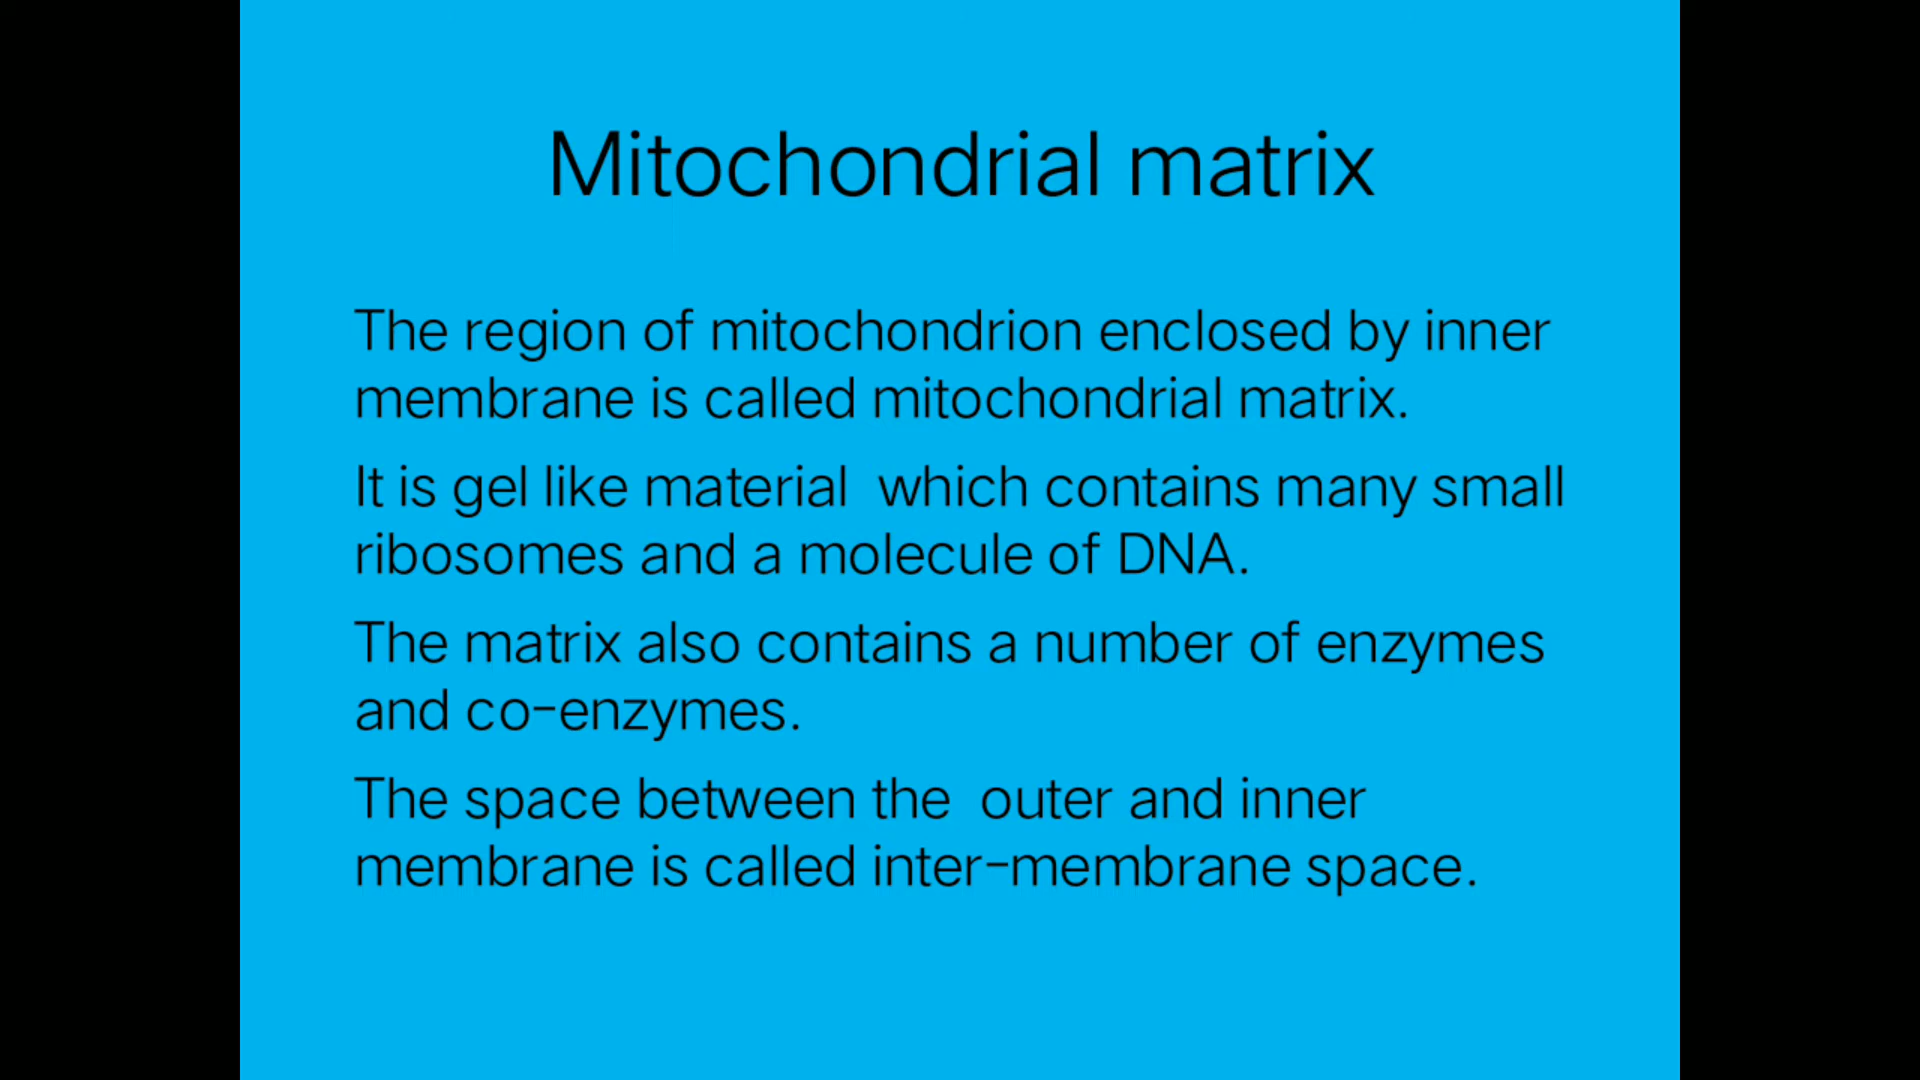 Mitochondrial matrix
The region of mitochondrion enclosed by inner
membrane is called mitochondrial matrix.
It is gel like material  which contains many small
ribosomes and a molecule of DNA.
The matrix also contains a number of enzymes
and co-enzymes.
The space between the  outer and inner
membrane is called inter-membrane space.